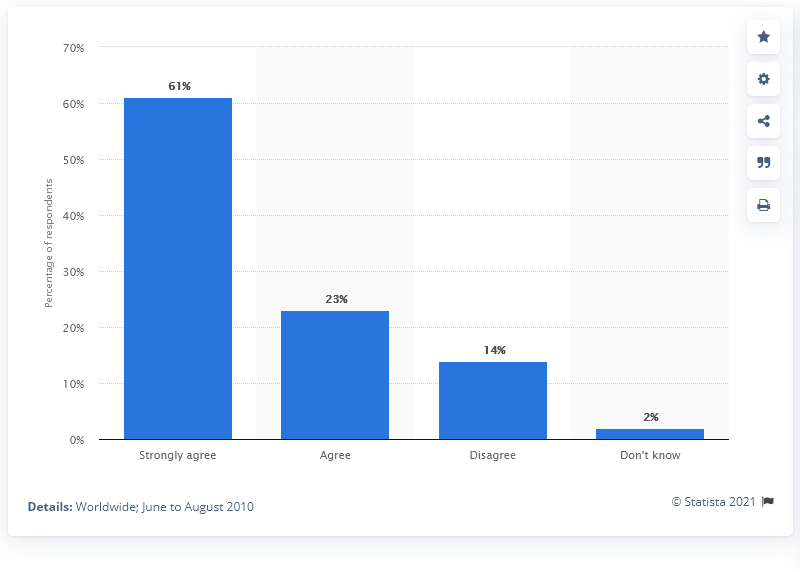 70%
61%
60%
50%
40%
Percentage of respondents
30%
23%
20%
14%
10%
2%
0%
Strongly agree
Agree
Disagree
Don't know
Details: Worldwide; June to August 2010
© Statista 2021